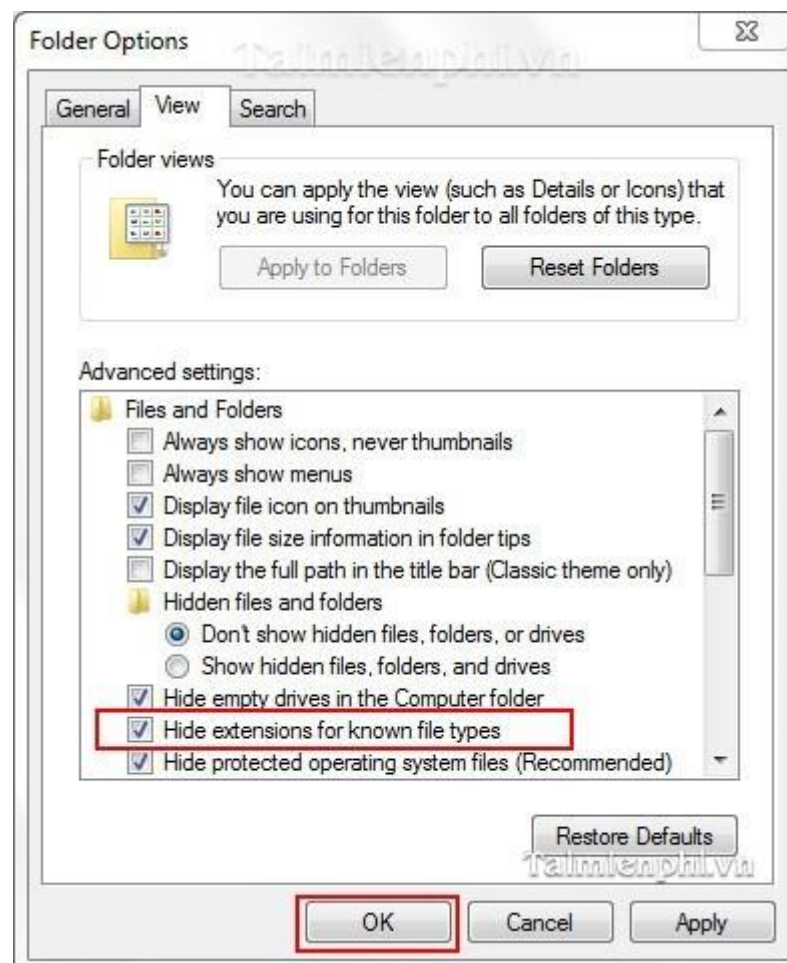 Folder Options
Taimienphi.vn
General View Search
Folder views
You can apply the view (such as Details or Icons) that
you are using for this folder to all folders of this type.
Apply to Folders Reset Folders
Advanced settings:
Files and Folders
Always show icons, never thumbnails
Always show menus
Display file icon on thumbnails
Display file size information in folder tips
Display the full path in the title bar (Classic theme only)
Hidden files and folders
Don't show hidden files, folders, or drives
Show hidden files, folders, and drives
Hide empty drives in the Computer folder
Hide extensions for known file types
Hide protected operating system files (Recommended)
Restore Defaults
Taimienphi.vn
OK Cancel Apply